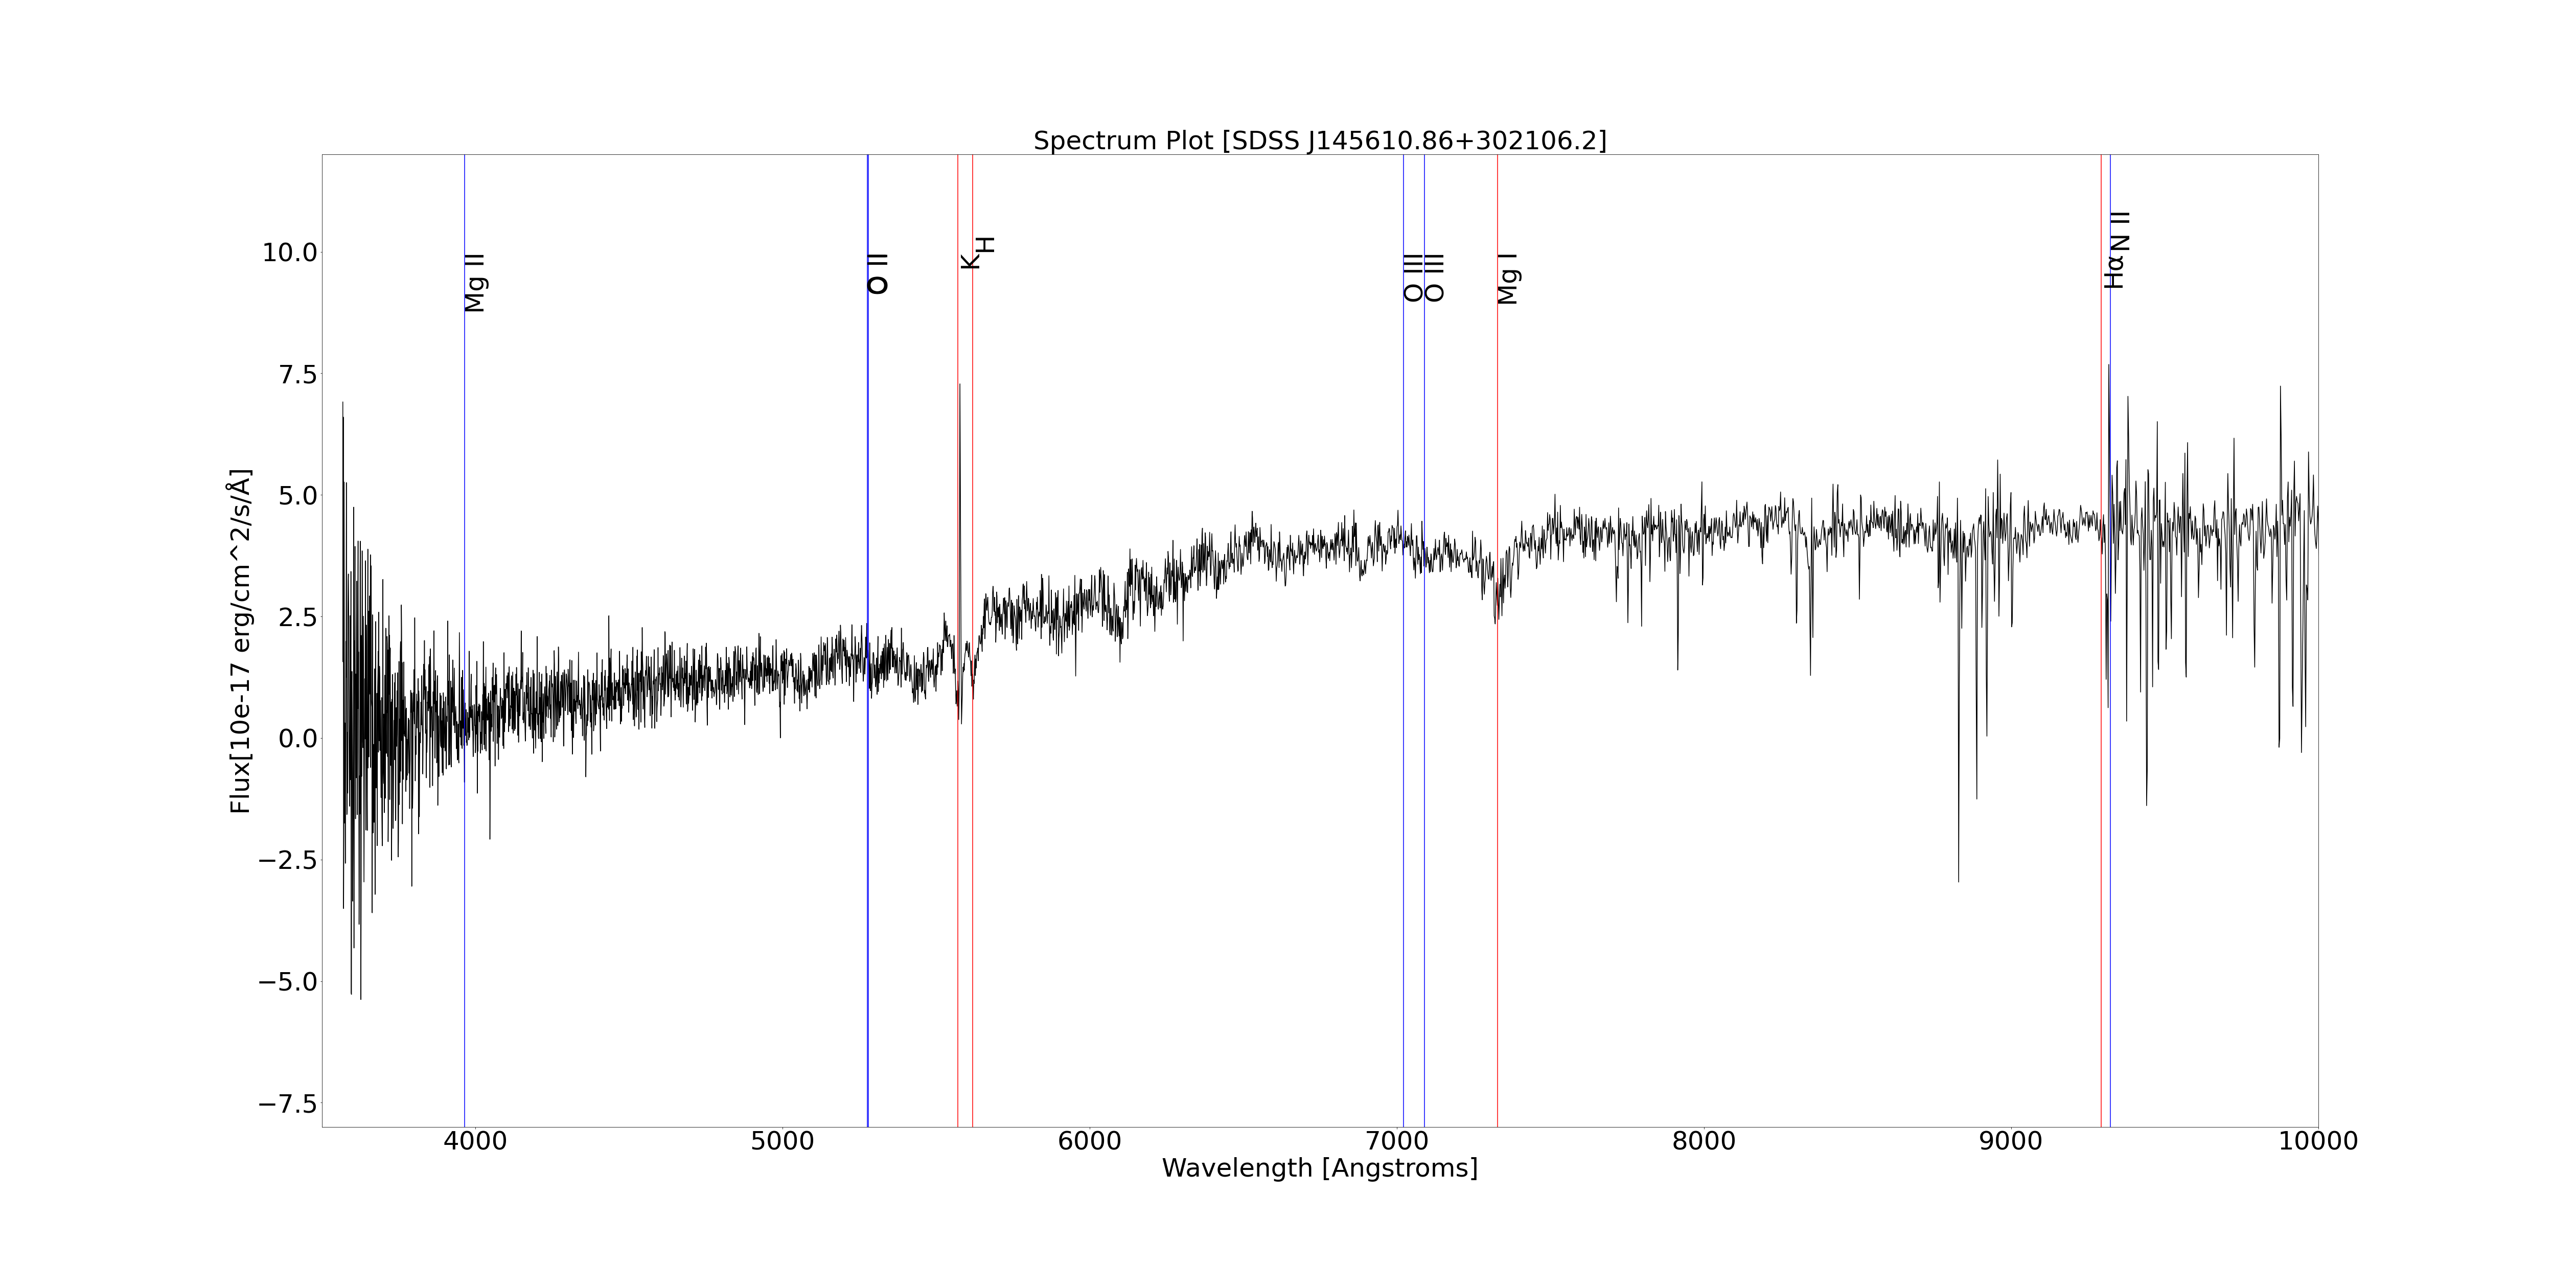 Spectrum Plot [SDSS J145610.86+302106.2]
Flux[10e-17 erg/cm^2/s/Å]
10.0
7.5
5.0
2.5
0.0
−2.5
−5.0
−7.5
Mg II
O II
K
H
O III
O III
Mg I
Hα
N II
4000
5000
6000
7000
8000
9000
10000
Wavelength [Angstroms]